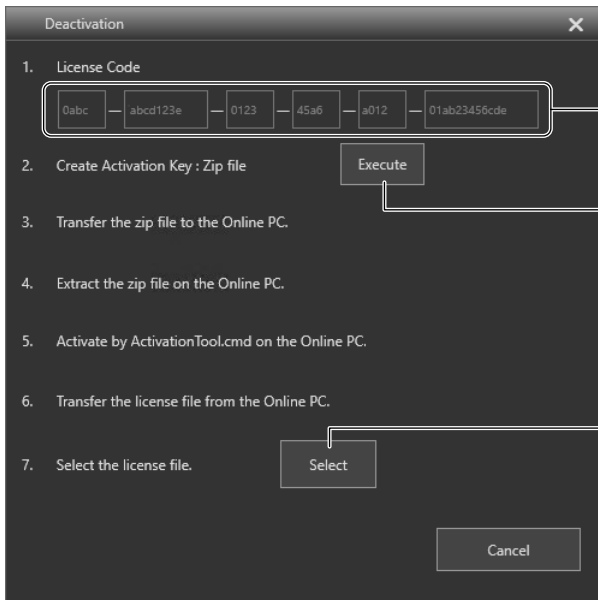 Deactivation
1. License Code
0abc — abcd123e — 0123 — 45a6 — a012 — 01ab23456cde
2. Create Activation Key : Zip file Execute
3. Transfer the zip file to the Online PC.
4. Extract the zip file on the Online PC.
5. Activate by ActivationTool.cmd on the Online PC.
6. Transfer the license file from the Online PC.
7. Select the license file. Select
Cancel